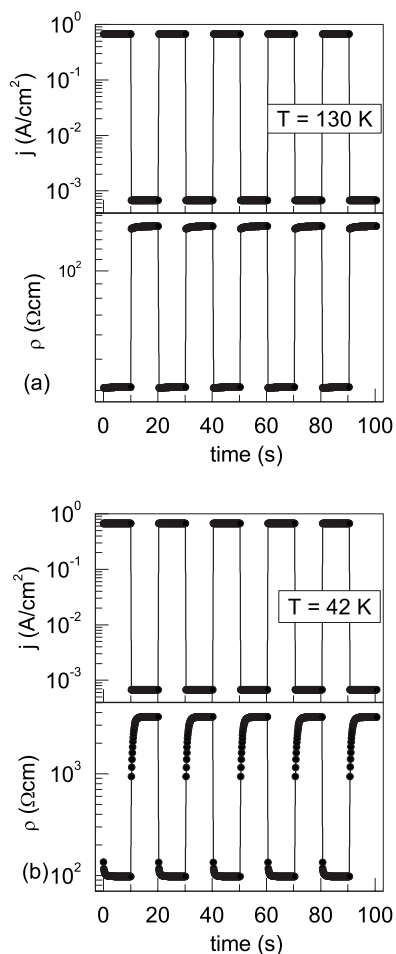 10^0
10^-1
j (A/cm^2)
T = 130 K
10^-2
10^-3
10^2
ρ (Ωcm)
(a)
0 20 40 60 80 100
time (s)
10^0
10^-1
j (A/cm^2)
T = 42 K
10^-2
10^-3
10^3
ρ (Ωcm)
(b) 10^2
0 20 40 60 80 100
time (s)